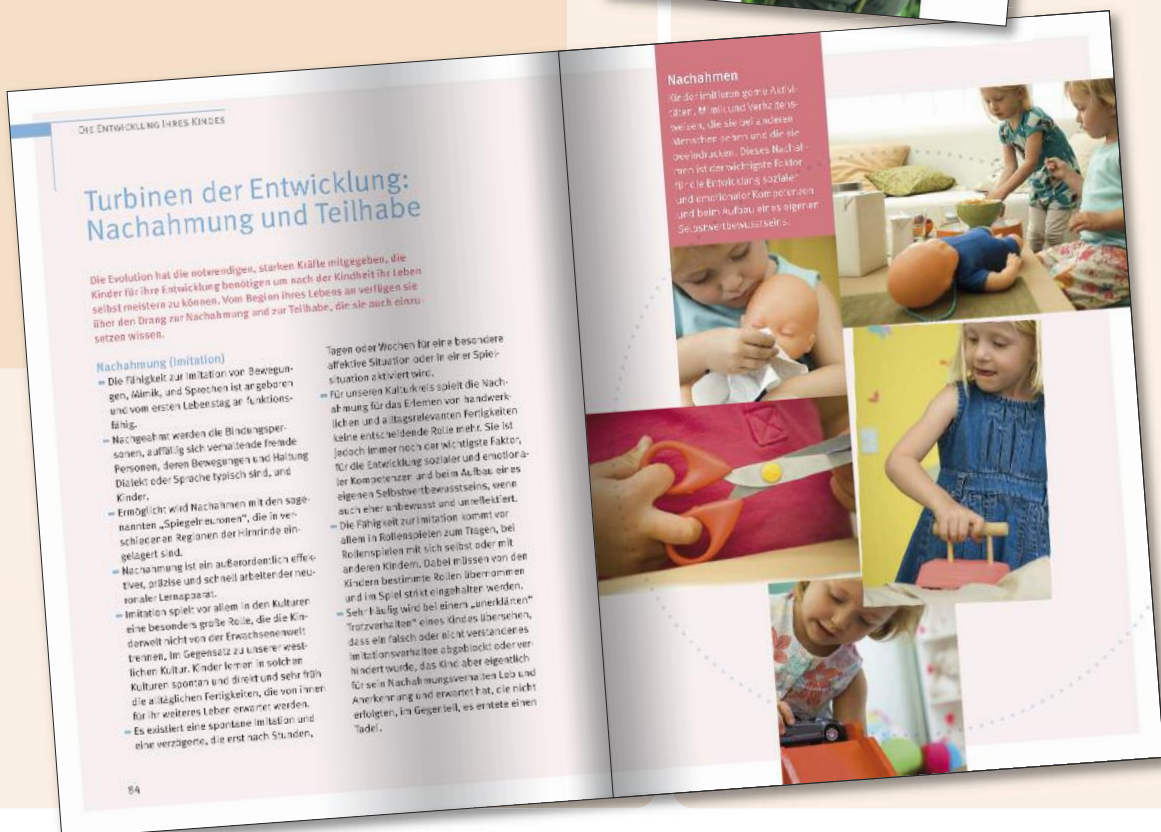 DIE ENTWICKLUNG IHRES KINDES
Turbinen der Entwicklung:
Nachahmung und Teilhabe
Die Evolution hat die notwendigen, starken Kräfte mitgegeben, die
Kinder für ihre Entwicklung benötigen um nach der Kindheit ihr Leben
selbst meistern zu können. Vom Beginn ihres Lebens an verfügen sie
über den Drang zur Nachahmung und zur Teilhabe, die sie auch einzu-
setzen wissen.
Nachahmung (Imitation)
– Die Fähigkeit zur Imitation von Bewegun-
gen, Mimik, und Sprechen ist angeboren
und vom ersten Lebenstag an funktions-
fähig.
– Nachgeahmt werden die Bindungsper-
sonen, auffällig sich verhaltende fremde
Personen, deren Bewegungen und Haltung
Dialekt oder Sprache typisch sind, und
Kinder.
– Ermöglicht wird Nachahmen mit den soge-
nannten „Spiegelneuronen“, die in ver-
schiedenen Regionen der Hirnrinde ein-
gelagert sind.
– Nachahmung ist ein außerordentlich effek-
tiver, präzise und schnell arbeitender neu-
ronaler Lernapparat.
– Imitation spielt vor allem in den Kulturen
eine besonders große Rolle, die die Kin-
derwelt nicht von der Erwachsenenwelt
trennen, im Gegensatz zu unserer west-
lichen Kultur. Kinder lernen in solchen
Kulturen spontan und direkt und sehr früh
die alltäglichen Fertigkeiten, die von ihnen
für ihr weiteres Leben erwartet werden.
– Es existiert eine spontane Imitation und
eine verzögerte, die erst nach Stunden,
Tagen oder Wochen für eine besondere
affektive Situation oder in einer Spiel-
situation aktiviert wird.
– Für unseren Kulturkreis spielt die Nach-
ahmung für das Erlernen von handwerk-
lichen und alltagsrelevanten Fertigkeiten
keine entscheidende Rolle mehr. Sie ist
jedoch immer noch der wichtigste Faktor,
für die Entwicklung sozialer und emotiona-
ler Kompetenzen und beim Aufbau eines
eigenen Selbstwertbewusstseins, wenn
auch eher unbewusst und unreflektiert.
– Die Fähigkeit zur Imitation kommt vor
allem in Rollenspielen zum Tragen, bei
Rollenspielen mit sich selbst oder mit
anderen Kindern. Dabei müssen von den
Kindern bestimmte Rollen übernommen
und im Spiel strikt eingehalten werden.
– Sehr häufig wird bei einem „unerklärten“
Trotzverhalten“ eines Kindes übersehen,
dass ein falsch oder nicht verstandenes
Imitationsverhalten abgeblockt oder ver-
hindert wurde, das Kind aber eigentlich
für sein Nachahmungsverhalten Lob und
Anerkennung und erwartet hat, die nicht
erfolgten, im Gegenteil, es erntete einen
Tadel.
84
Nachahmen
Kinder imitieren gerne Aktivi-
täten, Mimik und Verhaltens-
weisen, die sie bei anderen
Menschen sehen und die sie
beeindrucken. Dieses Nachah-
men ist der wichtigste Faktor
für die Entwicklung sozialer
und emotionaler Kompetenzen
und beim Aufbau eines eigenen
Selbstwertbewusstseins.